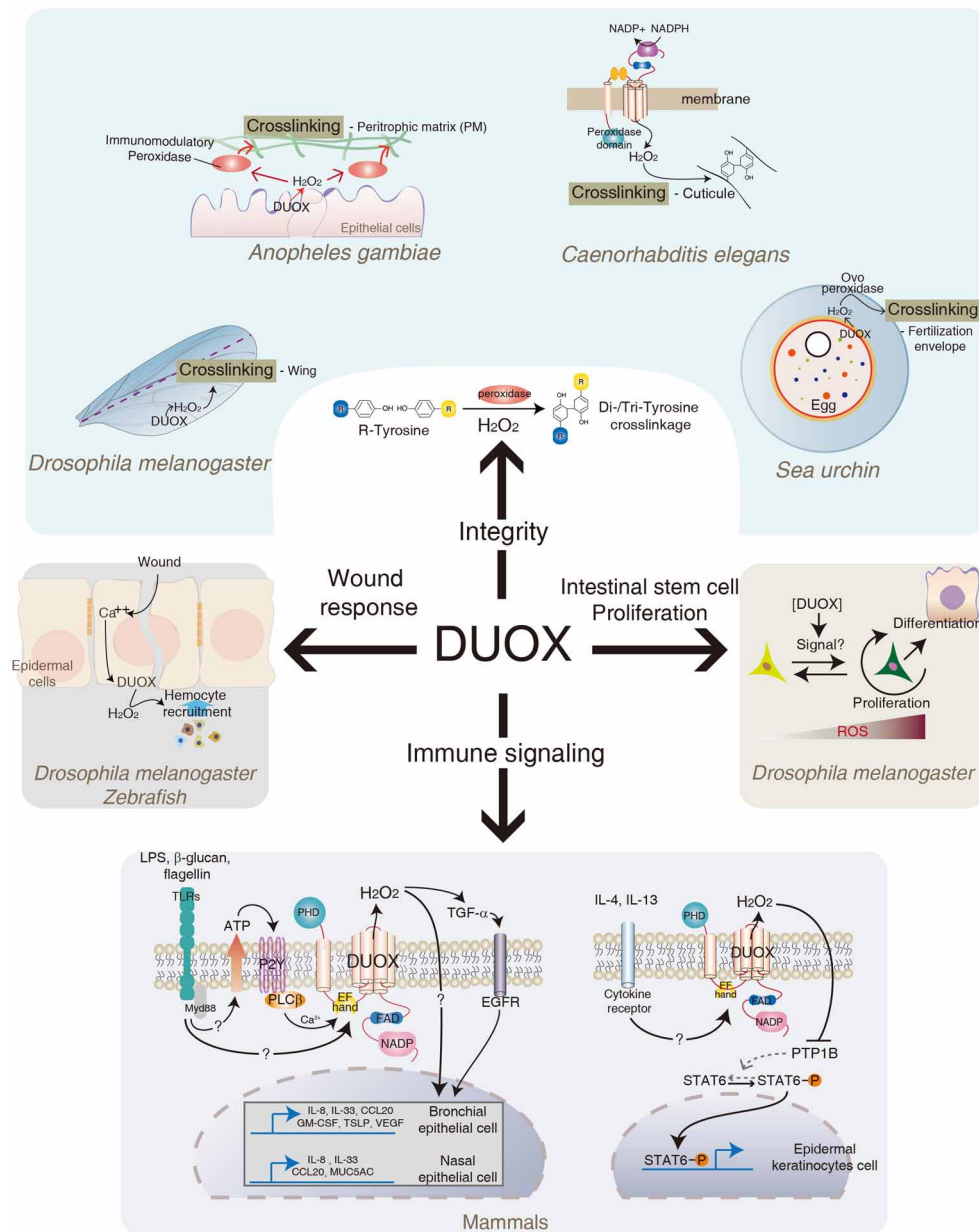 NADP+ NADPH
membrane
Peroxidase
domain
H2O2
Crosslinking - Cuticule
OH
OH
Caenorhabditis elegans
Crosslinking - Peritrophic matrix (PM)
Immunomodulatory
Peroxidase
H2O2
DUOX
Epithelial cells
Anopheles gambiae
Ovo
peroxidase
H2O2
Crosslinking
DUOX
- Fertilization
envelope
Egg
Sea urchin
Crosslinking - Wing
H2O2
DUOX
Drosophila melanogaster
R
OH
HO
R
R-Tyrosine
peroxidase
H2O2
R
OH
OH
R
Di-/Tri-Tyrosine
crosslinkage
Integrity
Wound
response
Intestinal stem cell
Proliferation
DUOX
Immune signaling
Wound
Ca++
Epidermal
cells
DUOX
H2O2
Hemocyte
recruitment
Drosophila melanogaster
Zebrafish
[DUOX]
Signal?
Differentiation
Proliferation
ROS
Drosophila melanogaster
LPS, β-glucan,
flagellin
TLRs
ATP
P2Y
PLCβ
Ca2+
Myd88
?
?
PHD
H2O2
DUOX
EF
hand
FAD
NADP
?
TGF-α
EGFR
IL-8, IL-33, CCL20
GM-CSF, TSLP, VEGF
Bronchial
epithelial cell
IL-8 , IL-33
CCL20, MUC5AC
Nasal
epithelial cell
IL-4, IL-13
Cytokine
receptor
?
PHD
H2O2
DUOX
EF
hand
FAD
NADP
PTP1B
STAT6
STAT6-P
STAT6-P
Epidermal
keratinocytes cell
Mammals